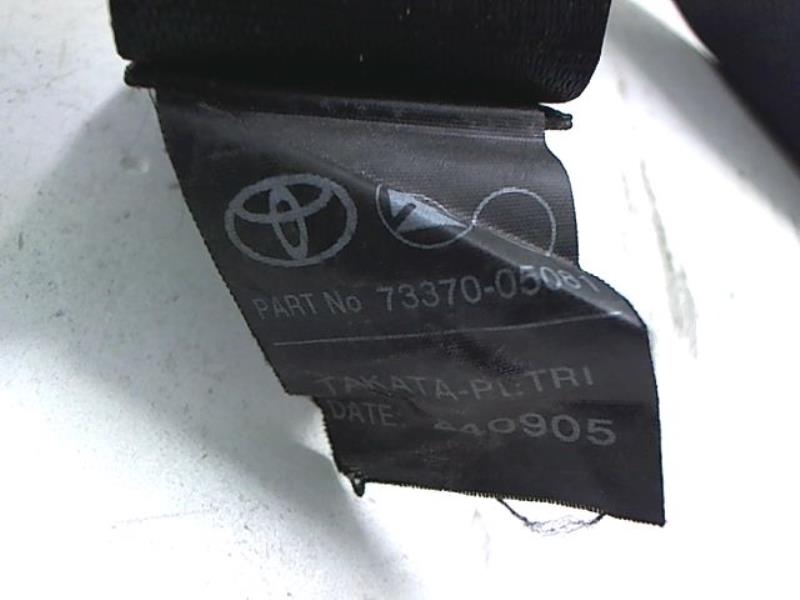 PART No 73370-05081
TAKATA-PETRI
DATE: